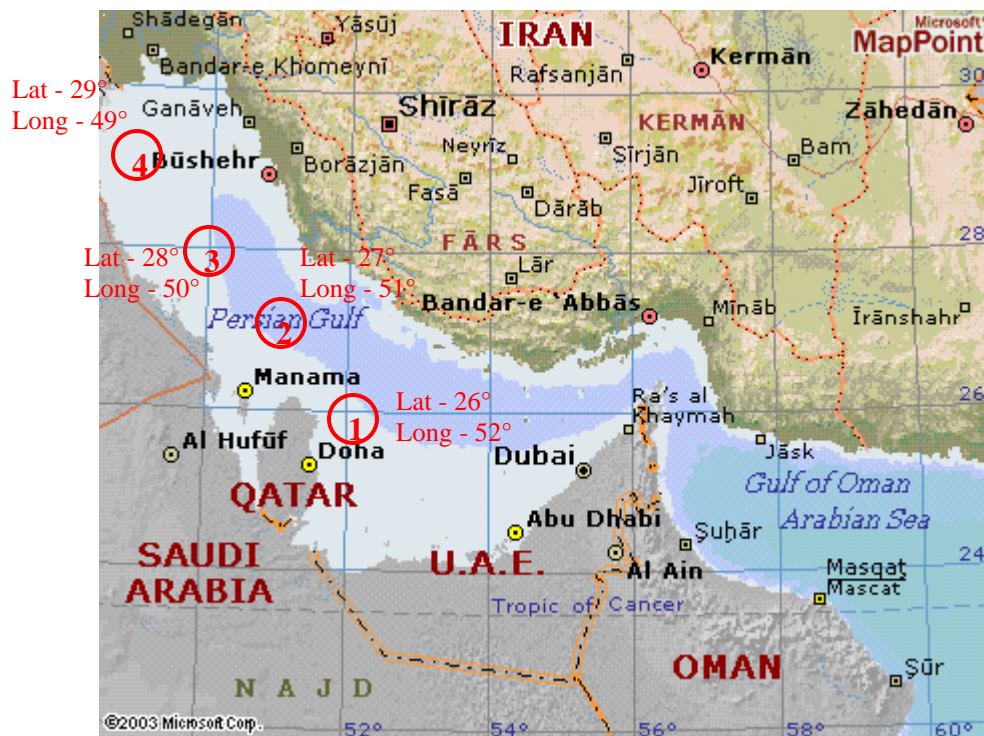 Shādegān
Yāsūj
IRAN
Microsoft
MapPoint
Bandar-e Khomeynī
Rafsanjān
Kermān
30
Lat - 29°
Long - 49°
Ganāveh
Shīrāz
KERMĀN
Zāhedān
4
Būshehr
Borāzjān
Neyrīz
Sīrjān
Bam
Fasā
Dārāb
Jīroft
FĀRS
28
3
Lat - 28°
Long - 50°
Lat - 27°
Long - 51°
Lār
Bandar-e `Abbās
Mīnāb
Īrānshahr
Persian Gulf
2
Manama
26
Ra's al
Khaymah
Lat - 26°
Long - 52°
1
Al Hufūf
Doha
Dubai
Jāsk
QATAR
Gulf of Oman
Arabian Sea
Abu Dhabi
Şuḩār
SAUDI
ARABIA
U.A.E.
Al Ain
24
Masqaţ
Mascat
Tropic of Cancer
OMAN
Şūr
NAJD
©2003 Microsoft Corp.
52°
54°
56°
58°
60°